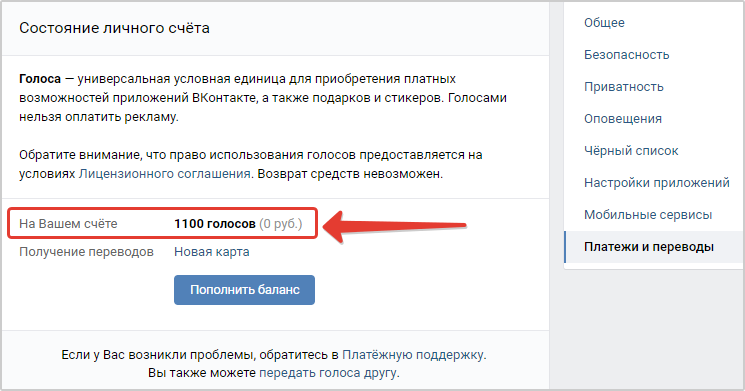 Состояние личного счёта
Голоса — универсальная условная единица для приобретения платных
возможностей приложений ВКонтакте, а также подарков и стикеров. Голосами
нельзя оплатить рекламу.
Обратите внимание, что право использования голосов предоставляется на
условиях Лицензионного соглашения. Возврат средств невозможен.
На Вашем счёте 1100 голосов (0 руб.)
Получение переводов Новая карта
Пополнить баланс
Если у Вас возникли проблемы, обратитесь в Платёжную поддержку.
Вы также можете передать голоса другу.
Общее
Безопасность
Приватность
Оповещения
Чёрный список
Настройки приложений
Мобильные сервисы
Платежи и переводы